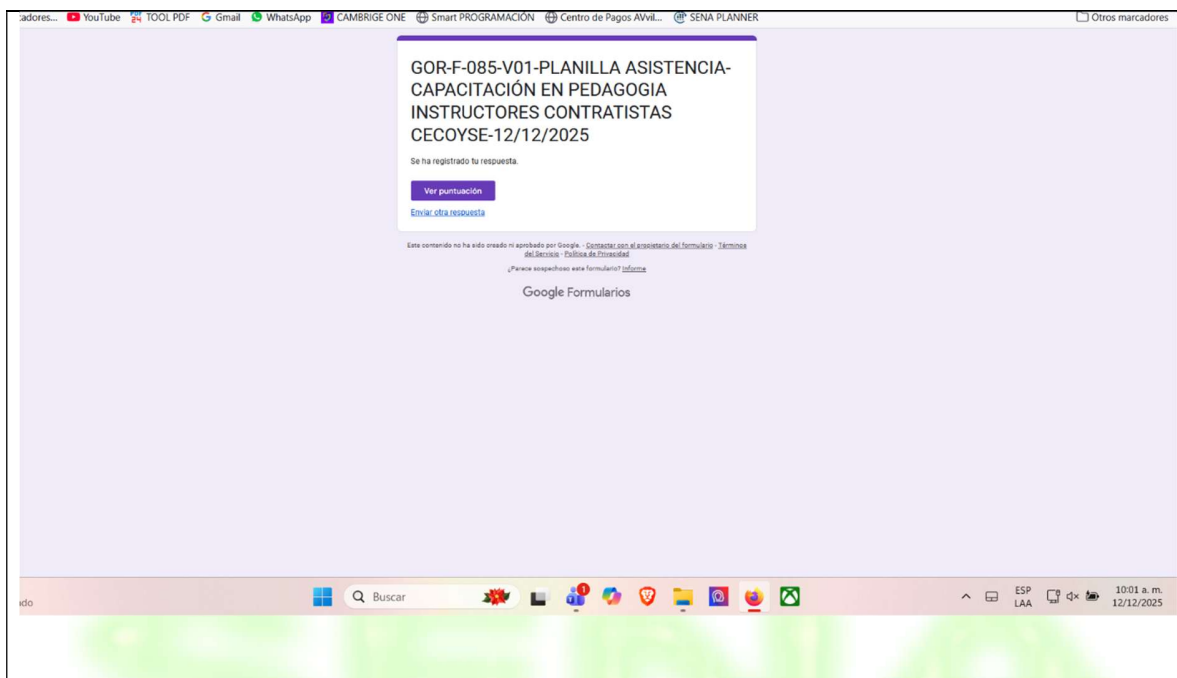 cadores... YouTube TOOL PDF Gmail WhatsApp CAMBRIGE ONE Smart PROGRAMACIÓN Centro de Pagos AVvil... SENA PLANNER Otros marcadores
GOR-F-085-V01-PLANILLA ASISTENCIA-
CAPACITACIÓN EN PEDAGOGIA
INSTRUCTORES CONTRATISTAS
CECOYSE-12/12/2025
Se ha registrado tu respuesta.
Ver puntuación
Enviar otra respuesta
Este contenido no ha sido creado ni aprobado por Google. - Contactar con el propietario del formulario - Términos
del Servicio - Política de Privacidad
¿Parece sospechoso este formulario? Informe
Google Formularios
Buscar
ESP
LAA
10:01 a. m.
12/12/2025
SENA